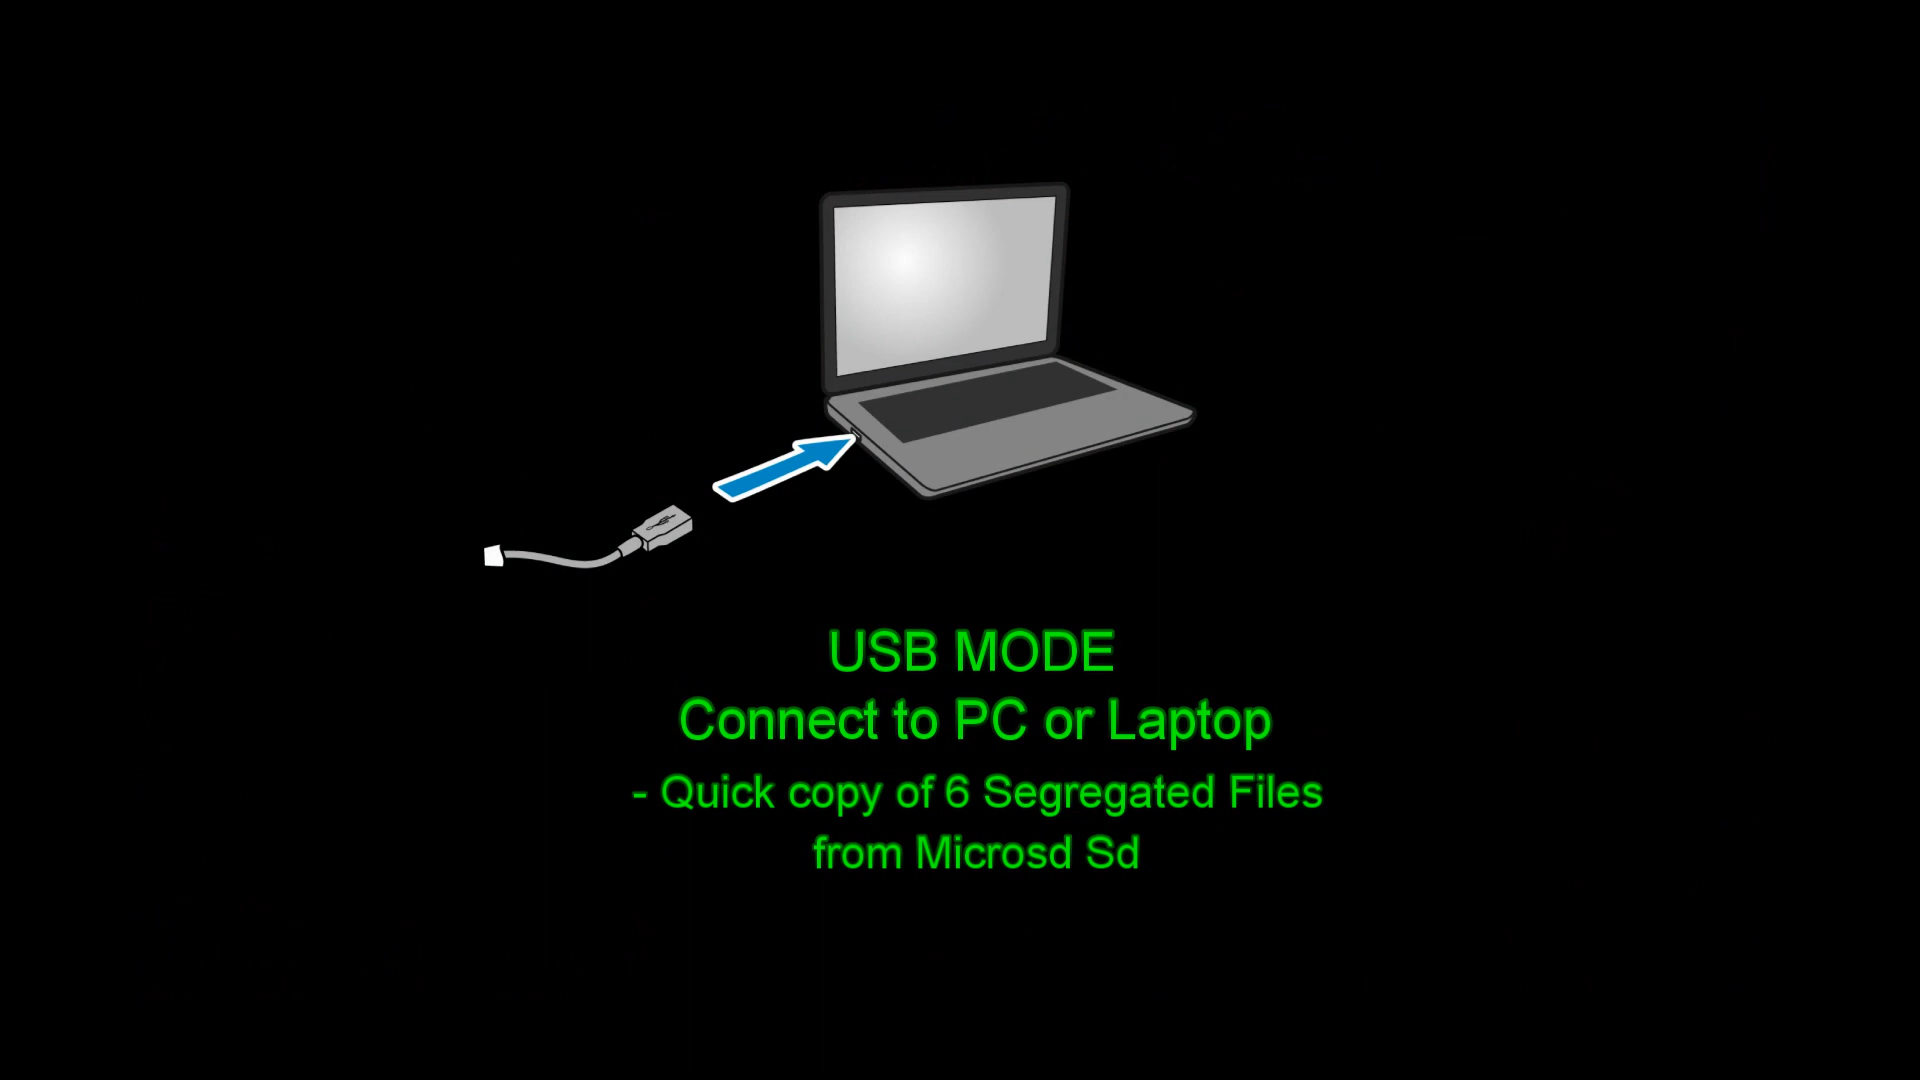 USB MODE
Connect to PC or Laptop
- Quick copy of 6 Segregated Files
from Microsd Sd